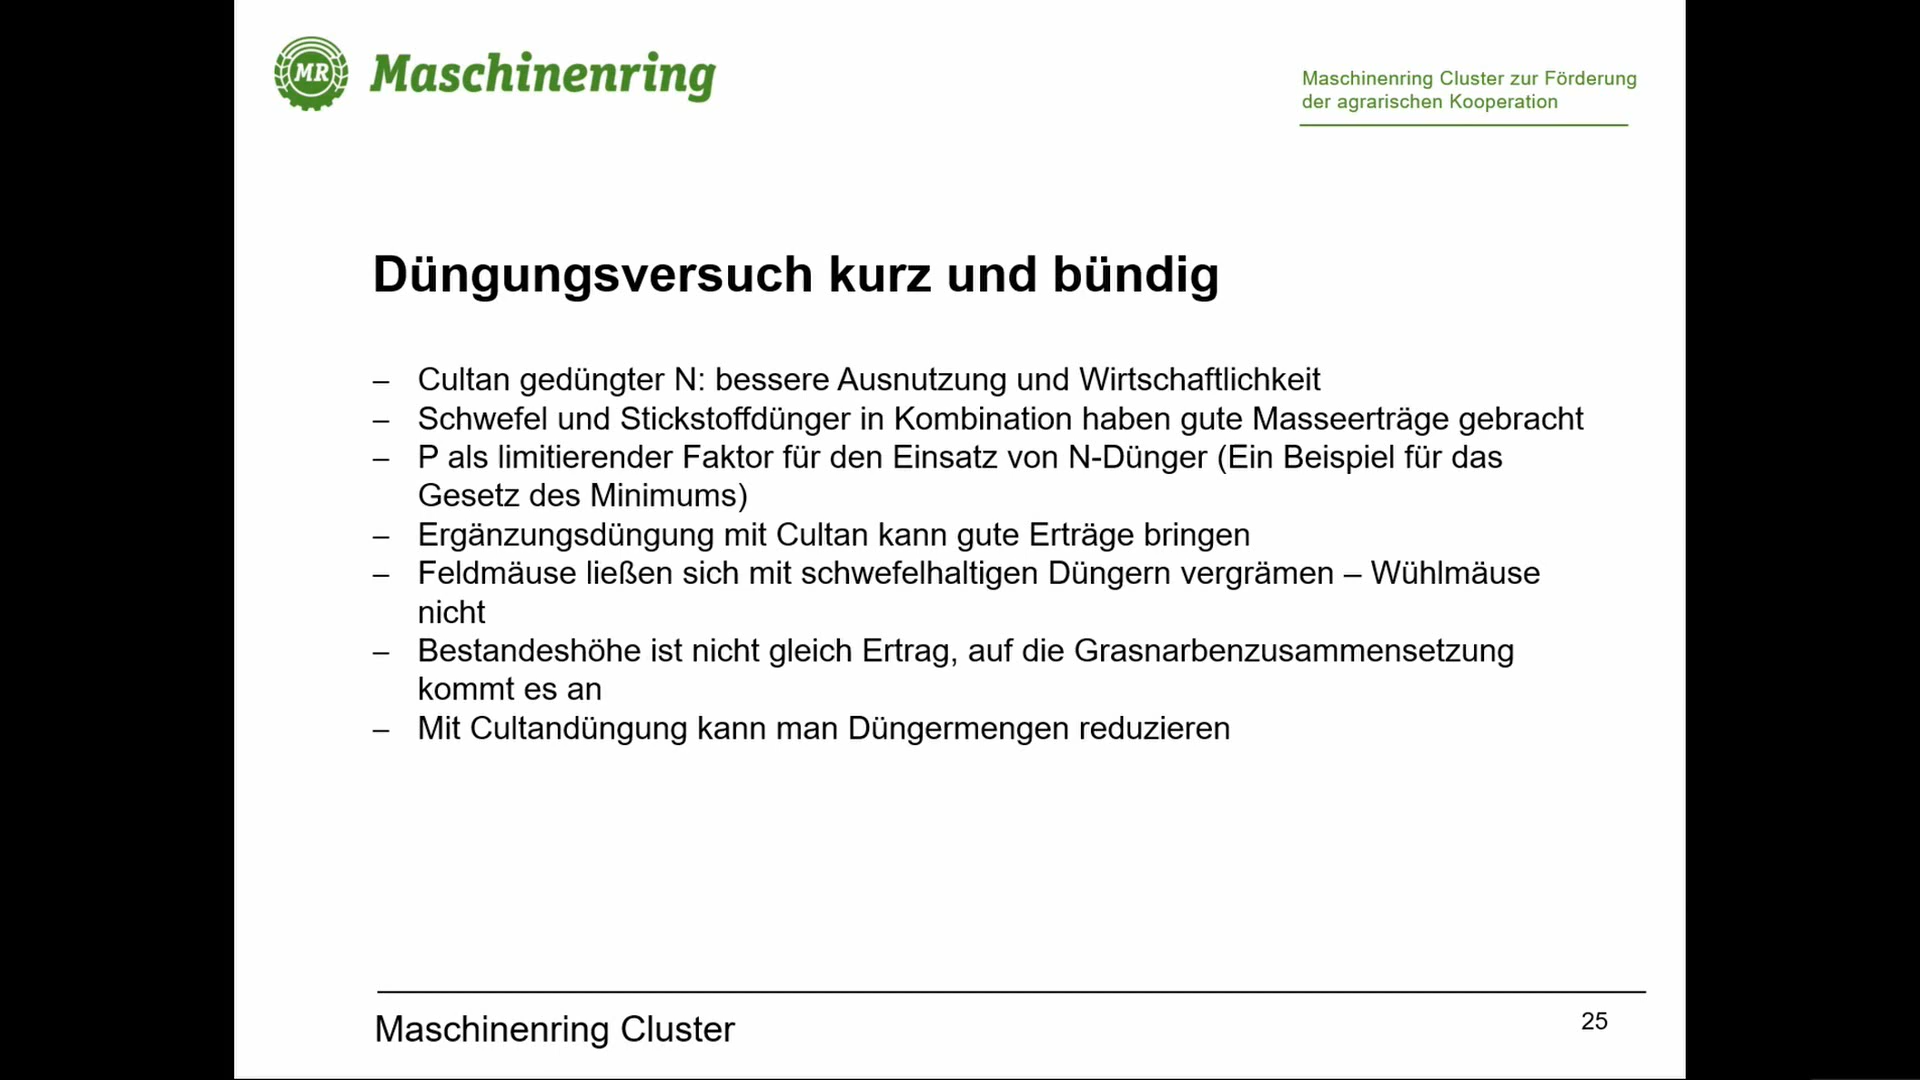 MR Maschinenring
Maschinenring Cluster zur Förderung
der agrarischen Kooperation
Düngungsversuch kurz und bündig
– Cultan gedüngter N: bessere Ausnutzung und Wirtschaftlichkeit
– Schwefel und Stickstoffdünger in Kombination haben gute Masseerträge gebracht
– P als limitierender Faktor für den Einsatz von N-Dünger (Ein Beispiel für das
Gesetz des Minimums)
– Ergänzungsdüngung mit Cultan kann gute Erträge bringen
– Feldmäuse ließen sich mit schwefelhaltigen Düngern vergrämen – Wühlmäuse
nicht
– Bestandeshöhe ist nicht gleich Ertrag, auf die Grasnarbenzusammensetzung
kommt es an
– Mit Cultandüngung kann man Düngermengen reduzieren
Maschinenring Cluster
25